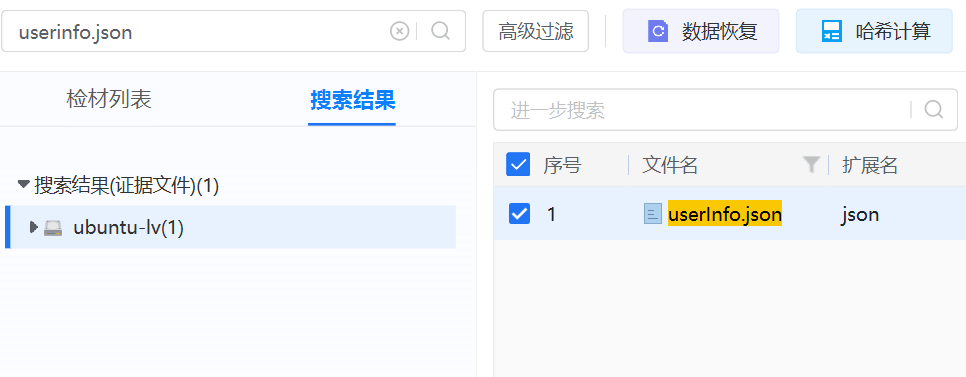 userinfo.json 高级过滤 数据恢复 哈希计算
检材列表 搜索结果
进一步搜索
搜索结果(证据文件)(1)
ubuntu-lv(1)
序号 文件名 扩展名
1 userInfo.json json